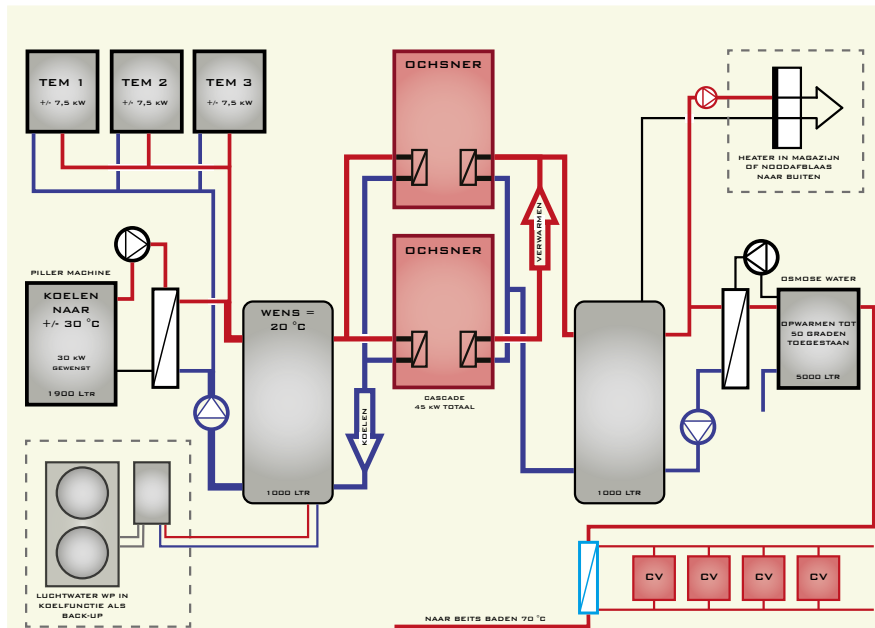 TEM 1
+/- 7,5 KW
TEM 2
+/- 7,5 KW
TEM 3
+/- 7,5 KW
OCHSNER
HEATER IN MAGAZIJN
OF NOODAFBLAAS
NAAR BUITEN
VERWARMEN
OCHSNER
PILLER MACHINE
KOELEN
NAAR
+/- 30 °C
30 KW
GEWENST
1900 LTR
WENS =
20 °C
1000 LTR
CASCADE
45 KW TOTAAL
KOELEN
1000 LTR
OSMOSE WATER
OPWARMEN TOT
50 GRADEN
TOEGESTAAN
5000 LTR
LUCHTWATER WP IN
KOELFUNCTIE ALS
BACK-UP
CV
CV
CV
CV
NAAR BEITS BADEN 70 °C